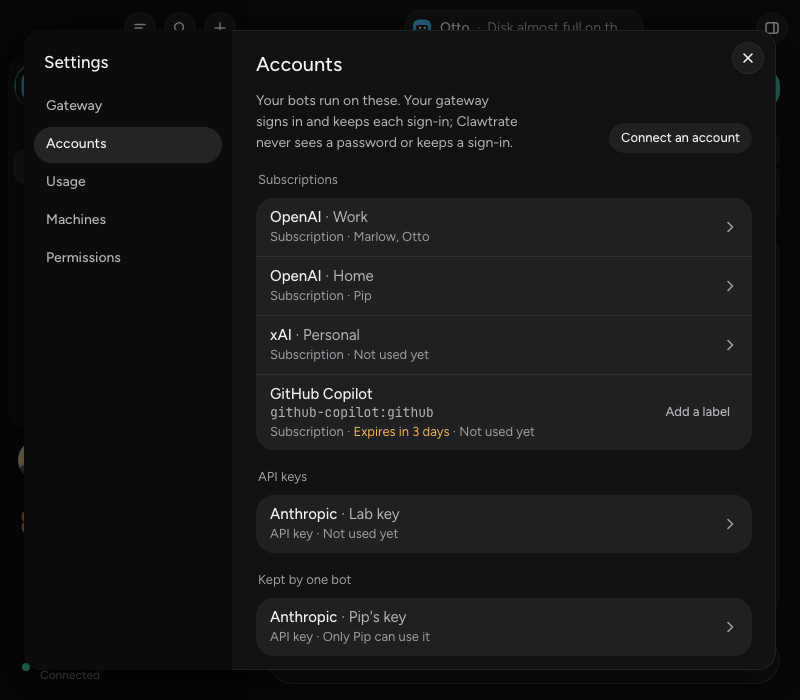 Otto · Disk almost full on th
Settings
Gateway
Accounts
Usage
Machines
Permissions
Accounts
Your bots run on these. Your gateway
signs in and keeps each sign-in; Clawtrate
never sees a password or keeps a sign-in.
Connect an account
Subscriptions
OpenAI · Work
Subscription · Marlow, Otto
OpenAI · Home
Subscription · Pip
xAI · Personal
Subscription · Not used yet
GitHub Copilot
github-copilot:github
Subscription · Expires in 3 days · Not used yet
Add a label
API keys
Anthropic · Lab key
API key · Not used yet
Kept by one bot
Anthropic · Pip's key
API key · Only Pip can use it
Connected